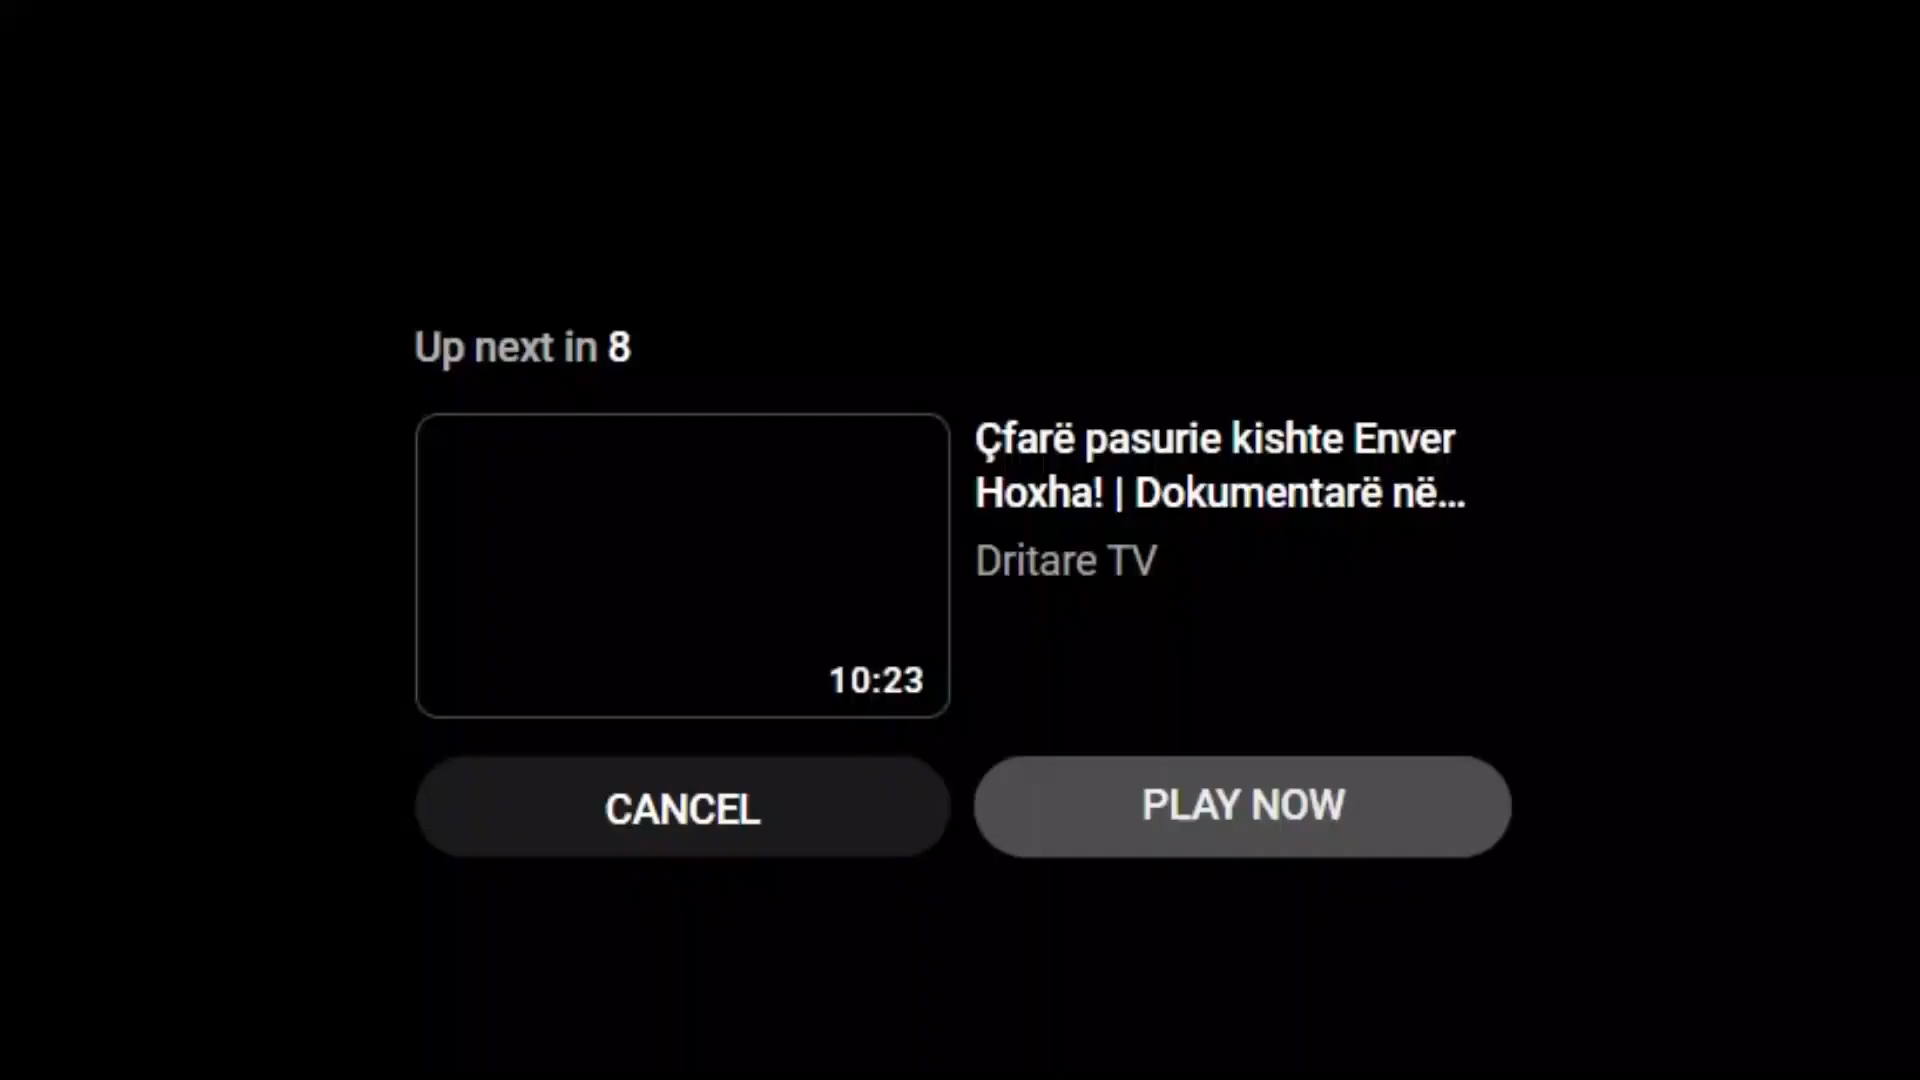 Up next in 8
Çfarë pasurie kishte Enver
Hoxha! | Dokumentarë në...
Dritare TV
10:23
CANCEL
PLAY NOW